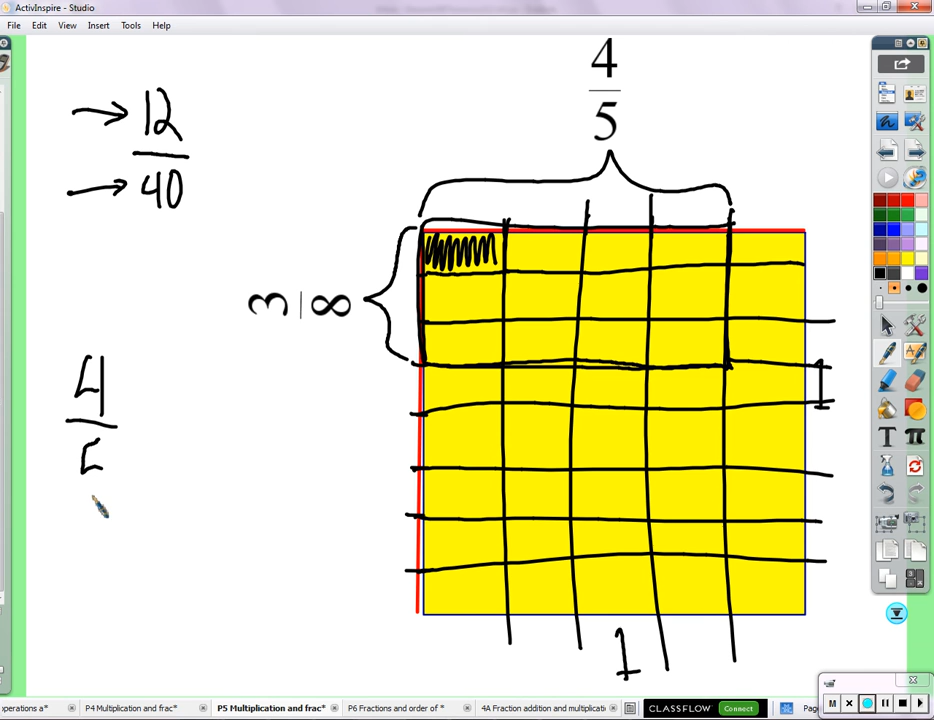 ActivInspire - Studio
File Edit View Insert Tools Help
4
5
12
40
3
8
4
5
1
1
T π
operations a* P4 Multiplication and frac* P5 Multiplication and frac* P6 Fractions and order of * 4A Fraction addition and multiplicati CLASSFLOW Connect Page
M